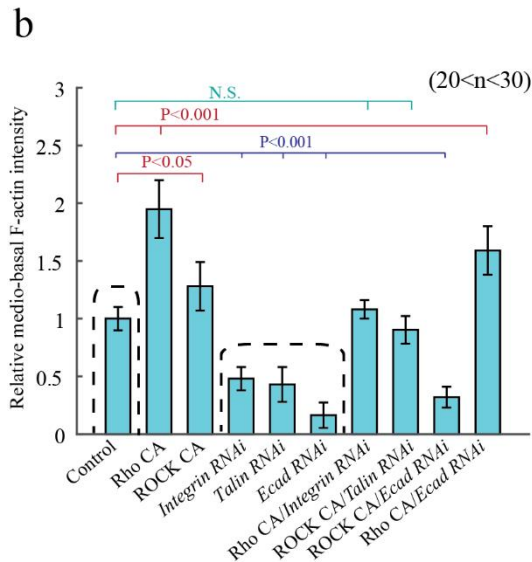 b
3
2.5
2
1.5
1
0.5
0
Relative medio-basal F-actin intensity
(20<n<30)
N.S.
P<0.001
P<0.001
P<0.05
Control
Rho CA
ROCK CA
Integrin RNAi
Talin RNAi
Ecad RNAi
Rho CA/Integrin RNAi
ROCK CA/Talin RNAi
ROCK CA/Ecad RNAi
Rho CA/Ecad RNAi